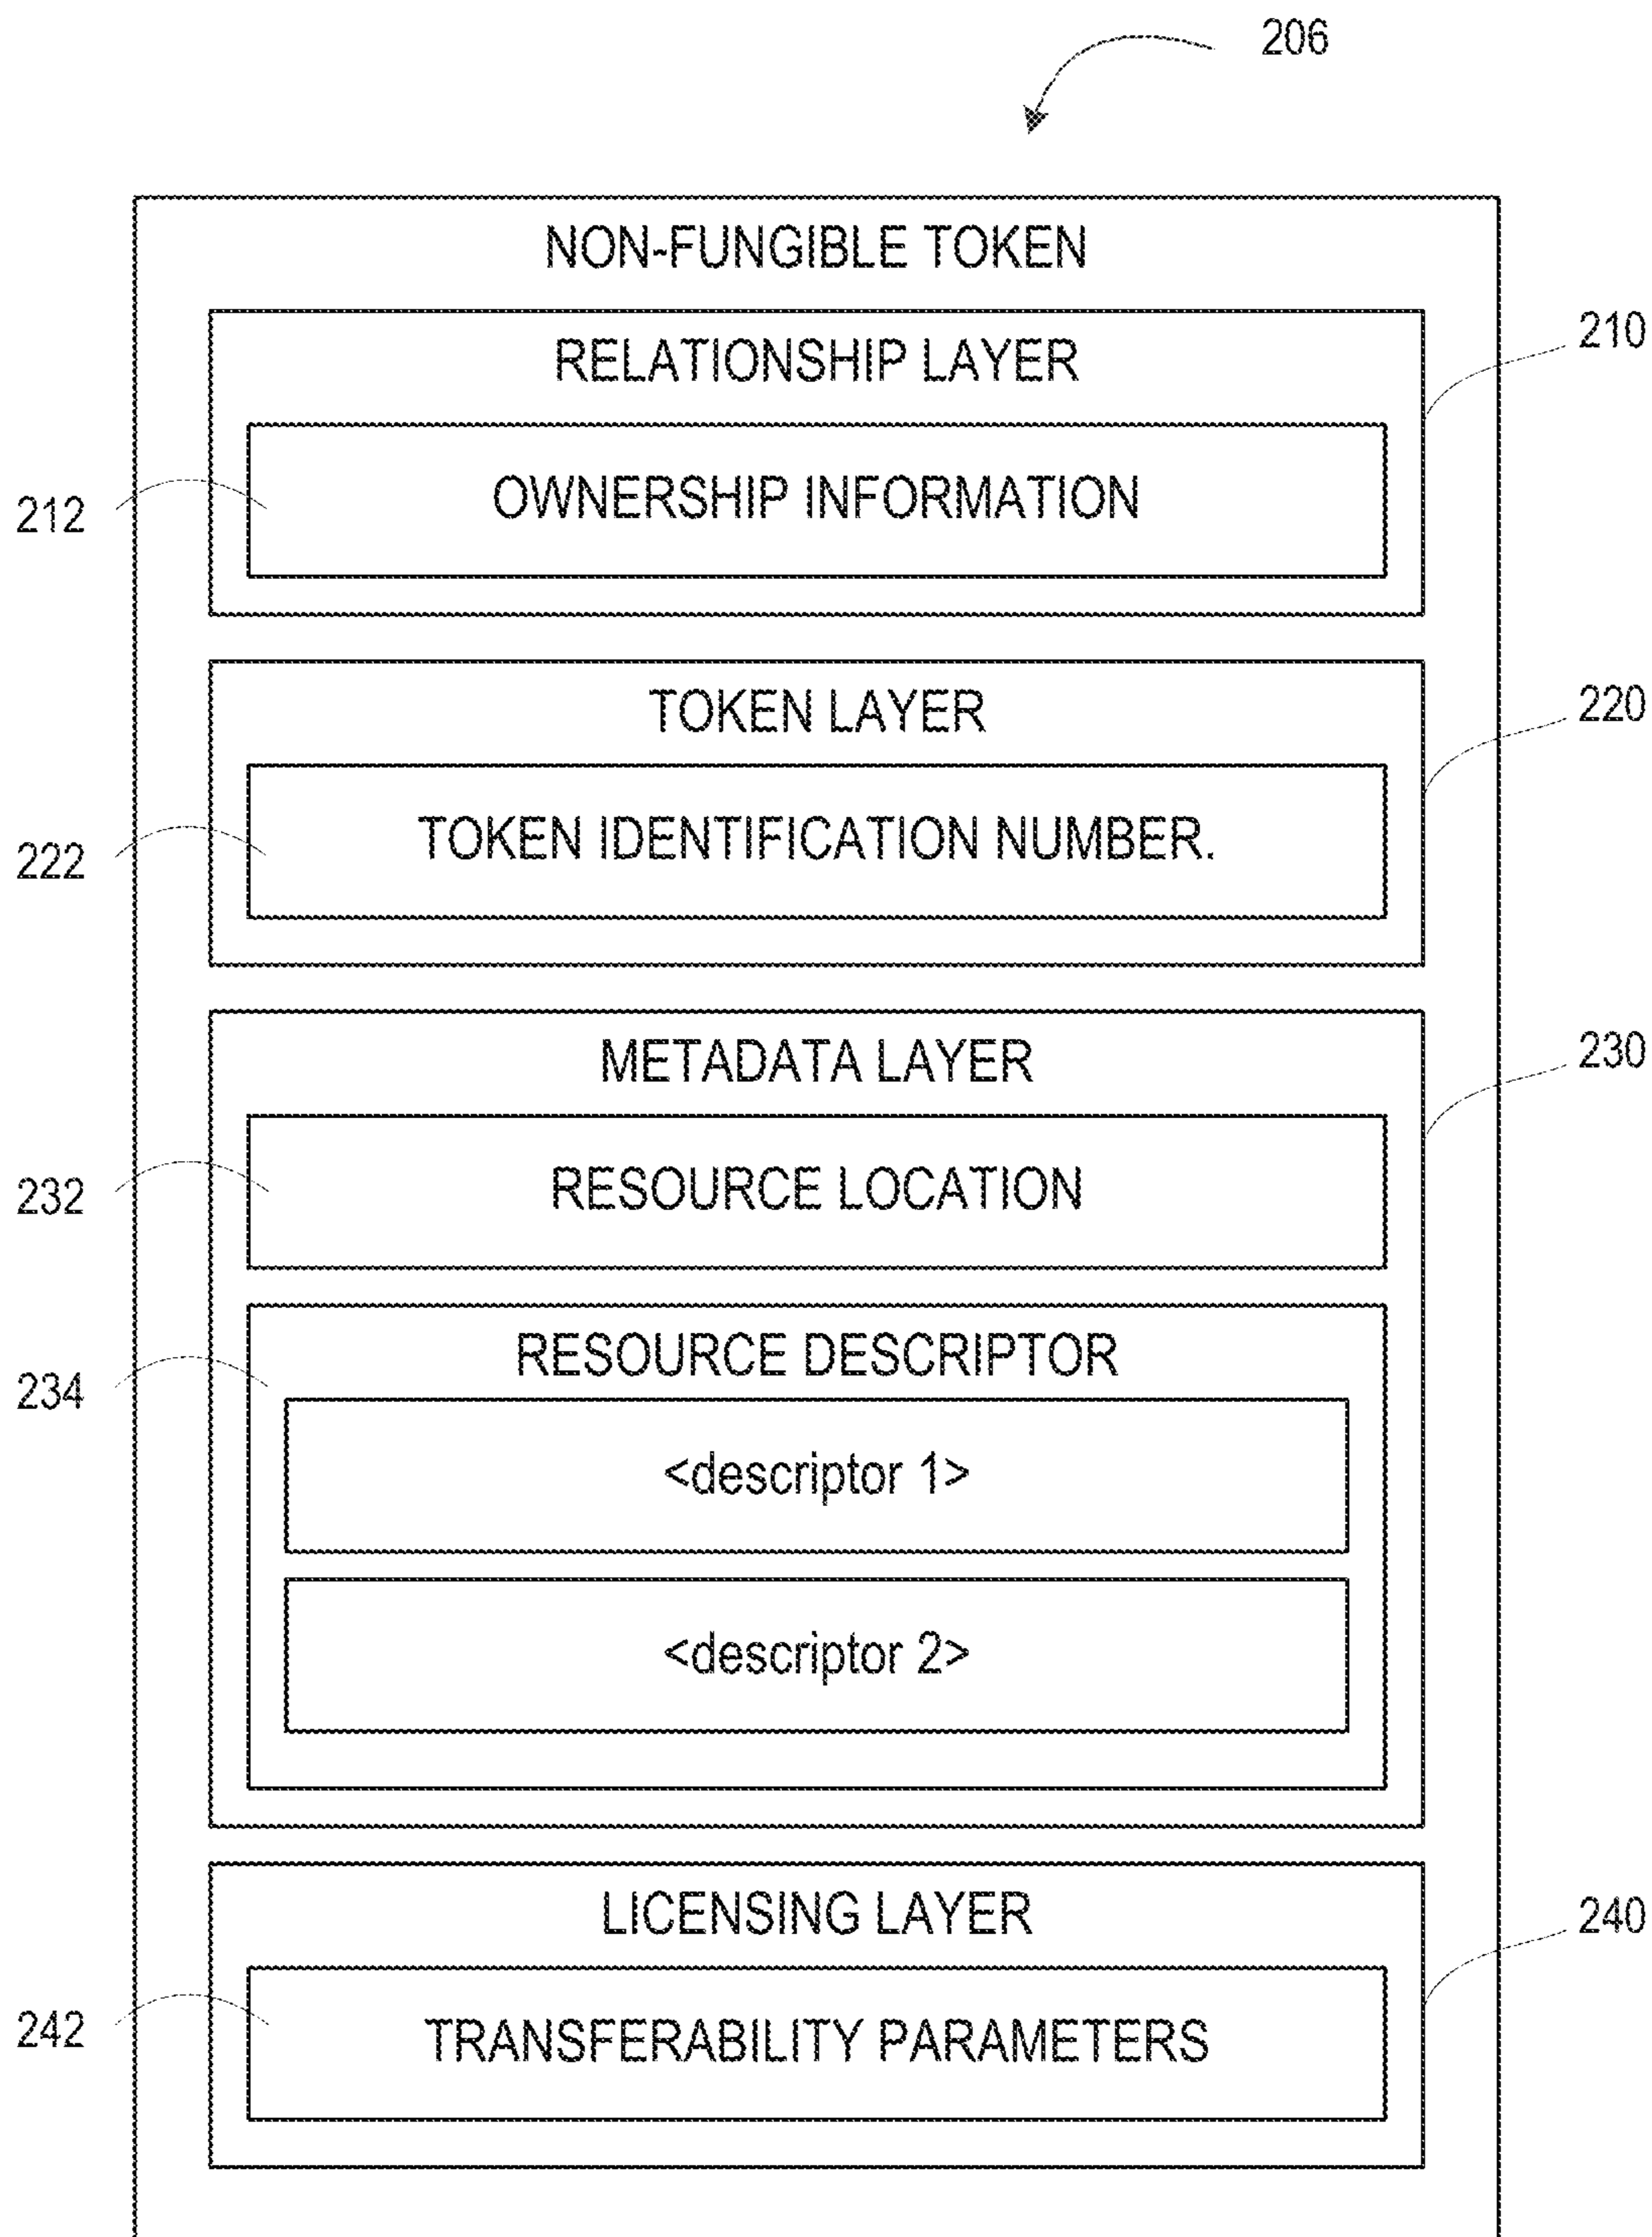 206
NON-FUNGIBLE TOKEN
RELATIONSHIP LAYER
210
OWNERSHIP INFORMATION
212
TOKEN LAYER
220
TOKEN IDENTIFICATION NUMBER.
222
METADATA LAYER
230
RESOURCE LOCATION
232
RESOURCE DESCRIPTOR
234
<descriptor 1>
<descriptor 2>
LICENSING LAYER
240
TRANSFERABILITY PARAMETERS
242